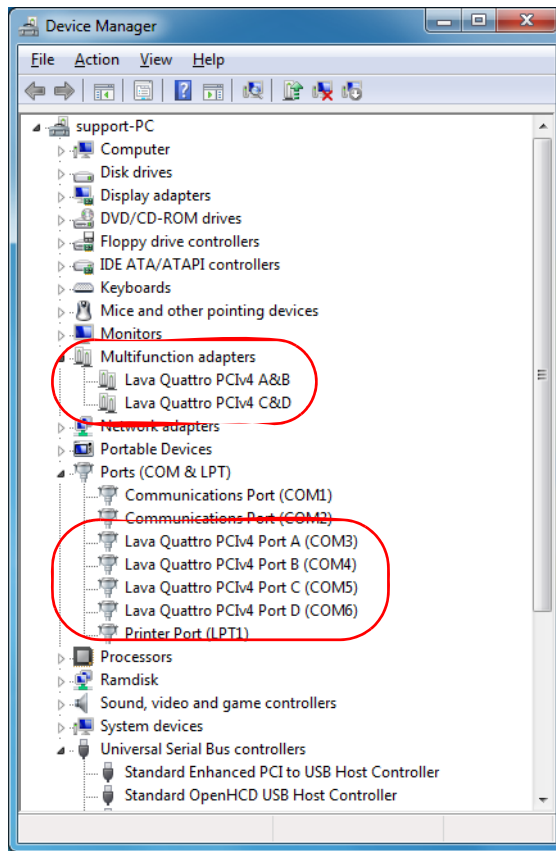 Device Manager
File Action View Help
support-PC
Computer
Disk drives
Display adapters
DVD/CD-ROM drives
Floppy drive controllers
IDE ATA/ATAPI controllers
Keyboards
Mice and other pointing devices
Monitors
Multifunction adapters
Lava Quattro PCIv4 A&B
Lava Quattro PCIv4 C&D
Network adapters
Portable Devices
Ports (COM & LPT)
Communications Port (COM1)
Communications Port (COM2)
Lava Quattro PCIv4 Port A (COM3)
Lava Quattro PCIv4 Port B (COM4)
Lava Quattro PCIv4 Port C (COM5)
Lava Quattro PCIv4 Port D (COM6)
Printer Port (LPT1)
Processors
Ramdisk
Sound, video and game controllers
System devices
Universal Serial Bus controllers
Standard Enhanced PCI to USB Host Controller
Standard OpenHCD USB Host Controller